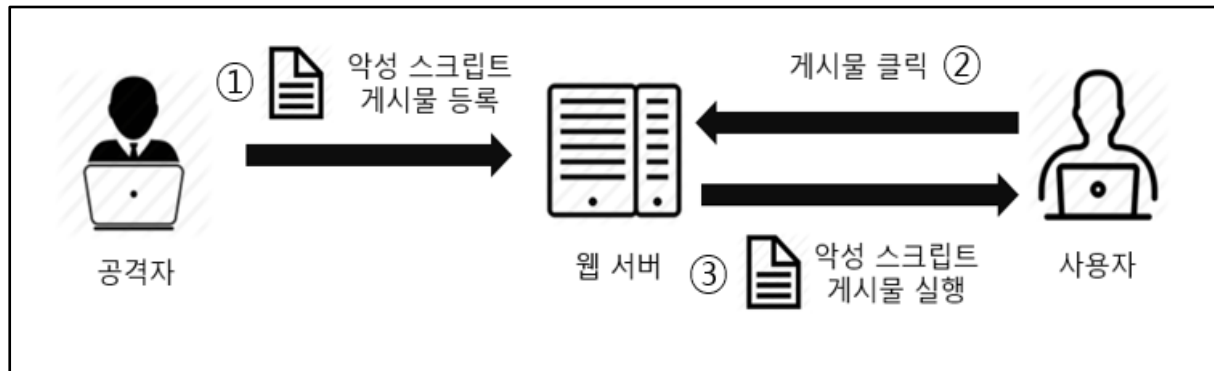 ① 악성 스크립트
게시물 등록
게시물 클릭 ②
공격자
웹 서버
③ 악성 스크립트
게시물 실행
사용자